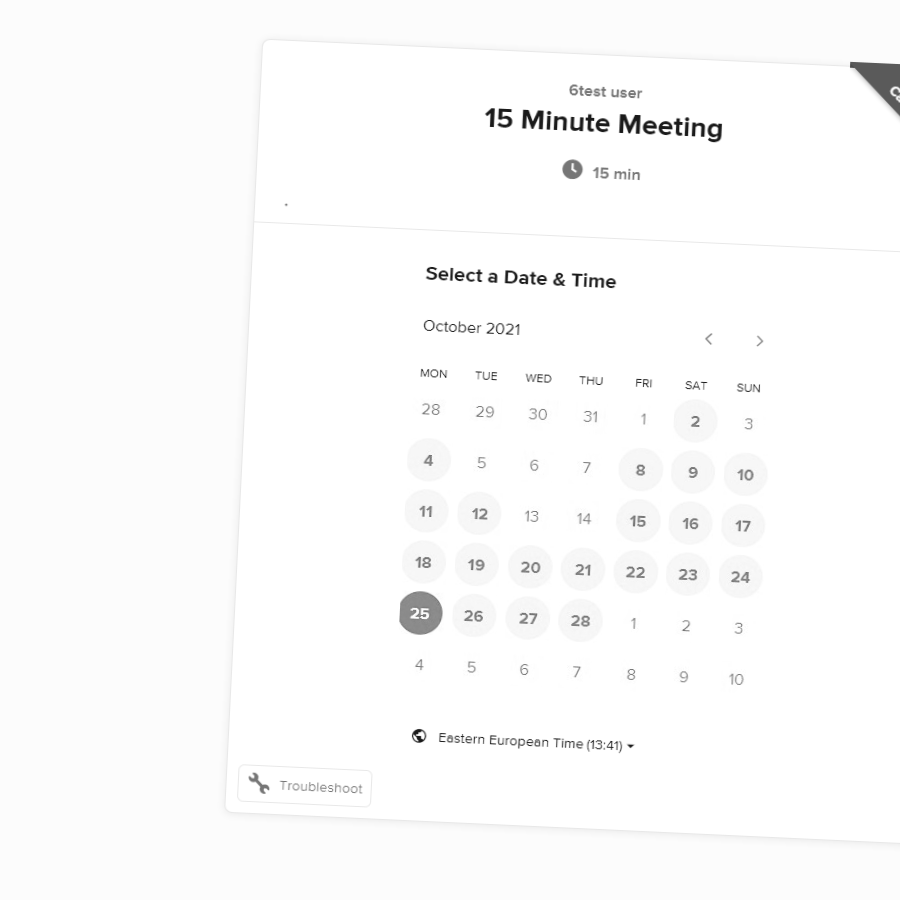 6test user
15 Minute Meeting
15 min
Select a Date & Time
October 2021
MON TUE WED THU FRI SAT SUN
28 29 30 31 1 2 3
4 5 6 7 8 9 10
11 12 13 14 15 16 17
18 19 20 21 22 23 24
25 26 27 28 1 2 3
4 5 6 7 8 9 10
Eastern European Time (13:41)
Troubleshoot